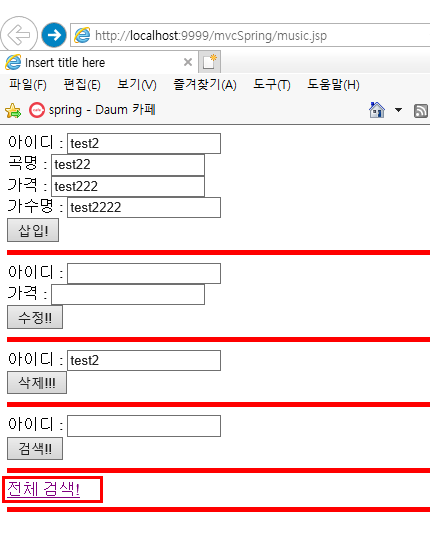 http://localhost:9999/mvcSpring/music.jsp
Insert title here
파일(F) 편집(E) 보기(V) 즐겨찾기(A) 도구(T) 도움말(H)
spring - Daum 카페
아이디 : test2
곡명 : test22
가격 : test222
가수명 : test2222
삽입!
아이디 :
가격 :
수정!!
아이디 : test2
삭제!!!
아이디 :
검색!!
전체 검색!